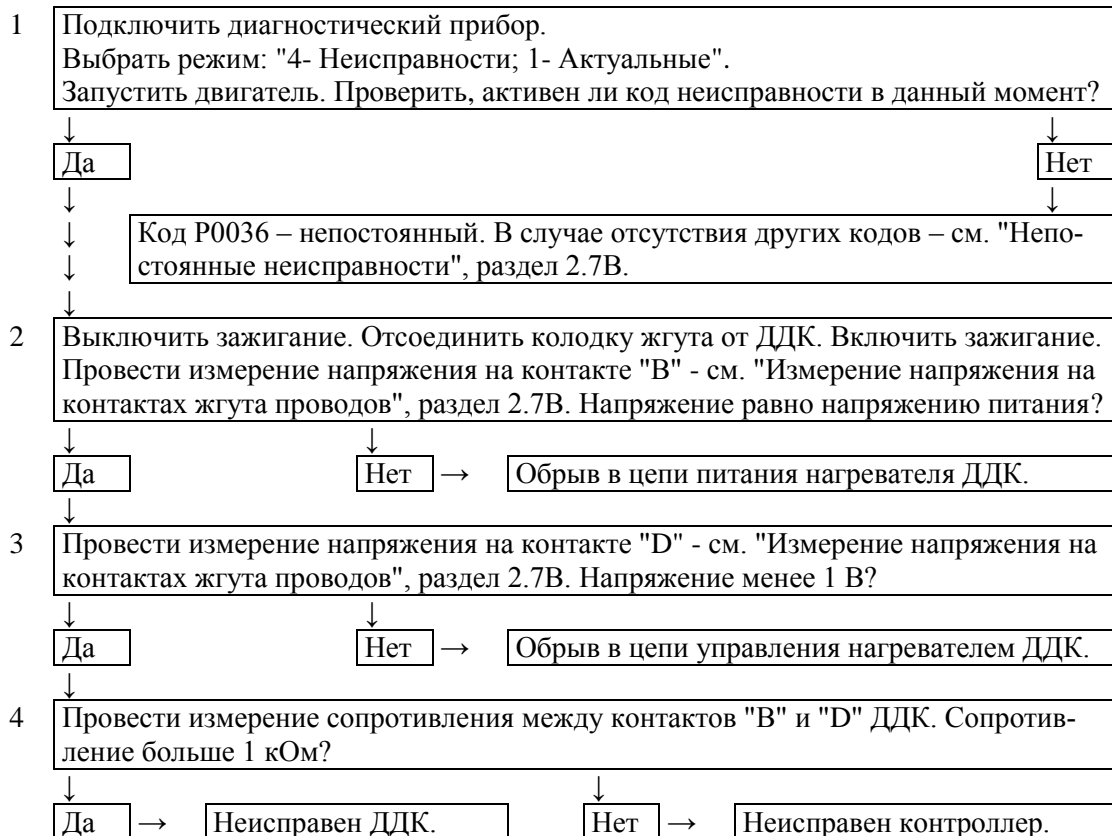 1 Подключить диагностический прибор.
Выбрать режим: "4- Неисправности; 1- Актуальные".
Запустить двигатель. Проверить, активен ли код неисправности в данный момент?
↓ ↓
Да Нет
↓ ↓
↓ Код Р0036 – непостоянный. В случае отсутствия других кодов – см. "Непо-
↓ стоянные неисправности", раздел 2.7В.
↓
2 Выключить зажигание. Отсоединить колодку жгута от ДДК. Включить зажигание.
Провести измерение напряжения на контакте "B" - см. "Измерение напряжения на
контактах жгута проводов", раздел 2.7В. Напряжение равно напряжению питания?
↓ ↓
Да Нет → Обрыв в цепи питания нагревателя ДДК.
↓
3 Провести измерение напряжения на контакте "D" - см. "Измерение напряжения на
контактах жгута проводов", раздел 2.7В. Напряжение менее 1 В?
↓ ↓
Да Нет → Обрыв в цепи управления нагревателем ДДК.
↓
4 Провести измерение сопротивления между контактов "B" и "D" ДДК. Сопротив-
ление больше 1 кОм?
↓ ↓
Да → Неисправен ДДК. Нет → Неисправен контроллер.